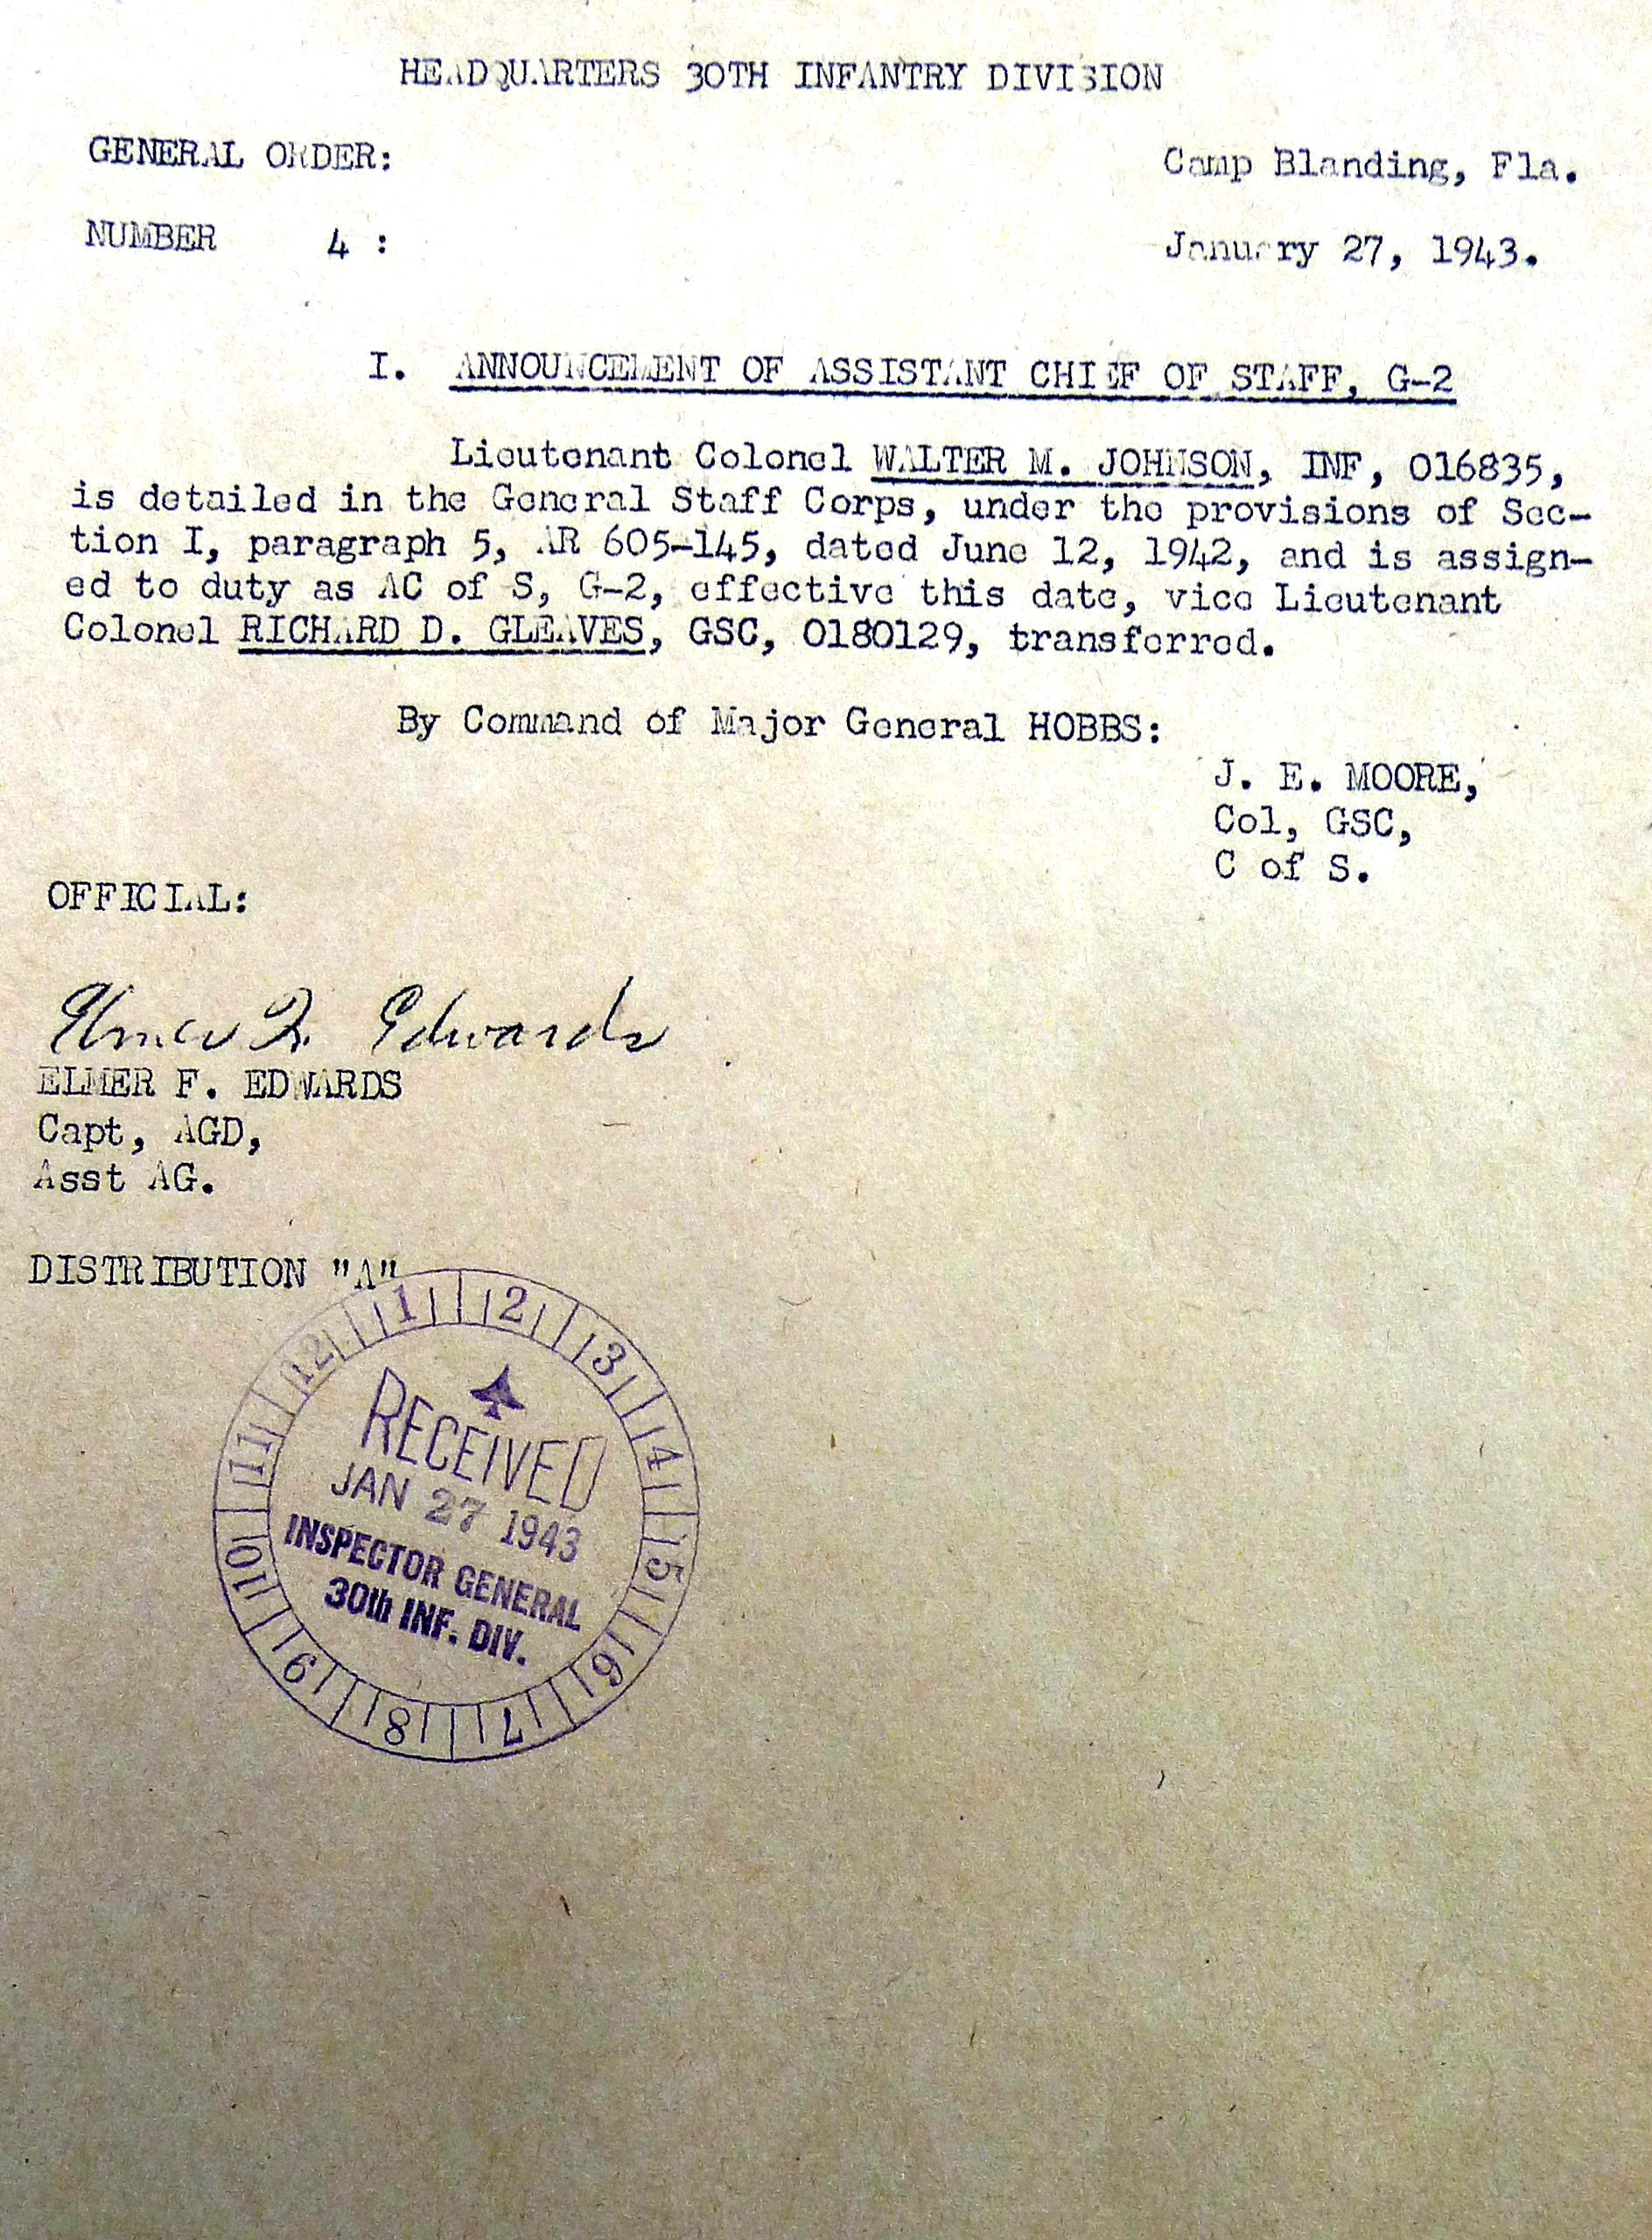 HEADQUARTERS 30TH INFANTRY DIVISION
GENERAL ORDER:
Camp Blanding, Fla.
NUMBER 4 :
January 27, 1943.
I. ANNOUNCEMENT OF ASSISTANT CHIEF OF STAFF, G-2
Lieutenant Colonel WALTER M. JOHNSON, INF, O16835,
is detailed in the General Staff Corps, under the provisions of Sec-
tion I, paragraph 5, AR 605-145, dated June 12, 1942, and is assign-
ed to duty as AC of S, G-2, effective this date, vice Lieutenant
Colonel RICHARD D. GLEAVES, GSC, O180129, transferred.
By Command of Major General HOBBS:
J. E. MOORE,
Col, GSC,
C of S.
OFFICIAL:
Elmer F. Edwards
ELMER F. EDWARDS
Capt, AGD,
Asst AG.
DISTRIBUTION "A"
1 2 3 4 5 6 7 8 9 10 11 12
RECEIVED
JAN 27 1943
INSPECTOR GENERAL
30th INF. DIV.